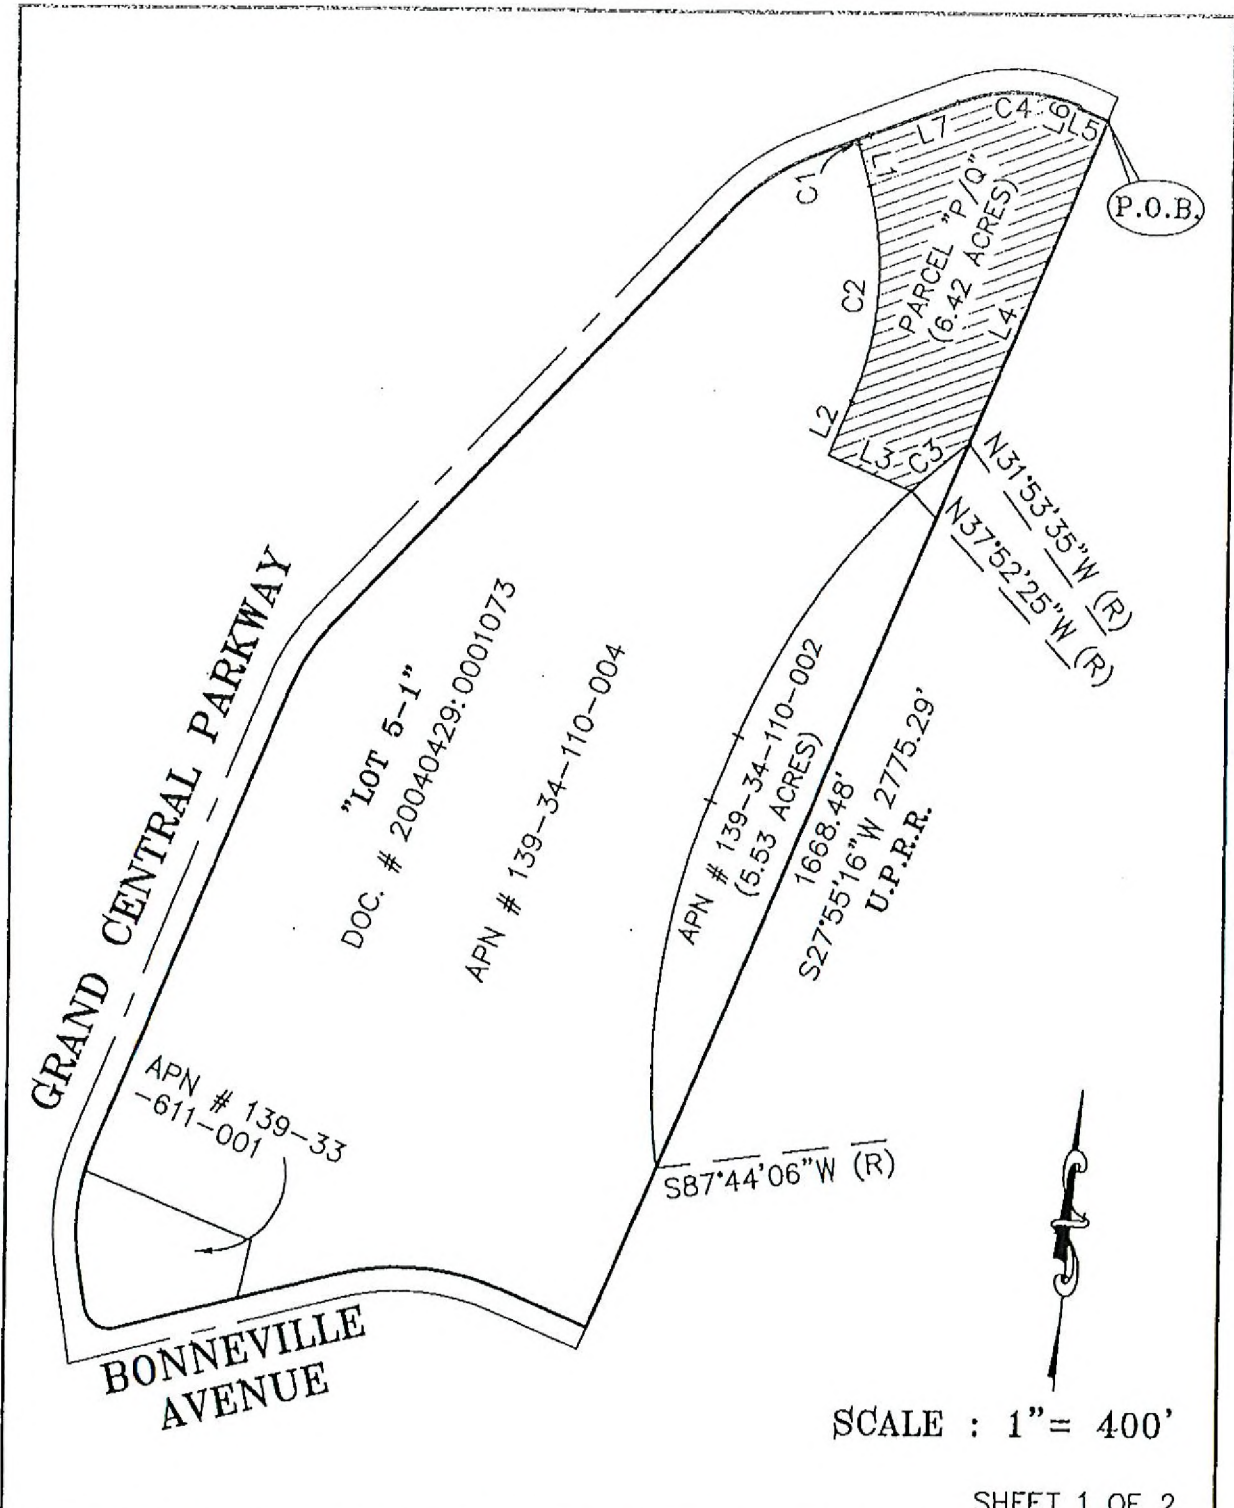 C4
L6
L5
L7
L1
C1
P.O.B.
PARCEL "P/Q"
(6.42 ACRES)
C2
L4
L2
L3
C3
N31°53'35"W (R)
N37°52'25"W (R)
GRAND CENTRAL PARKWAY
"LOT 5-1"
DOC. # 20040429:0001073
APN # 139-34-110-004
APN # 139-34-110-002
(5.53 ACRES)
1668.48'
S27°55'16"W 2775.29'
U.P.R.R.
APN # 139-33
-611-001
S87°44'06"W (R)
BONNEVILLE
AVENUE
SCALE : 1"= 400'
SHEET 1 OF 2